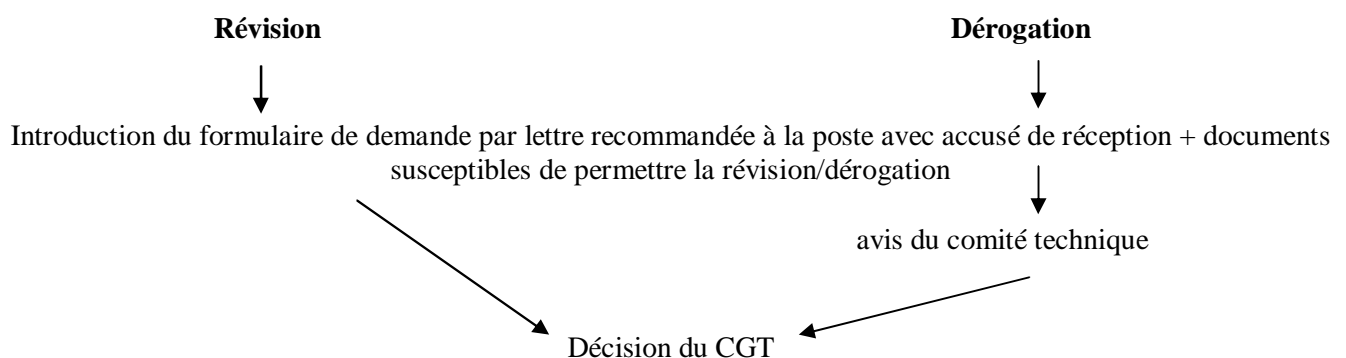 Révision
Dérogation
Introduction du formulaire de demande par lettre recommandée à la poste avec accusé de réception + documents
susceptibles de permettre la révision/dérogation
avis du comité technique
Décision du CGT